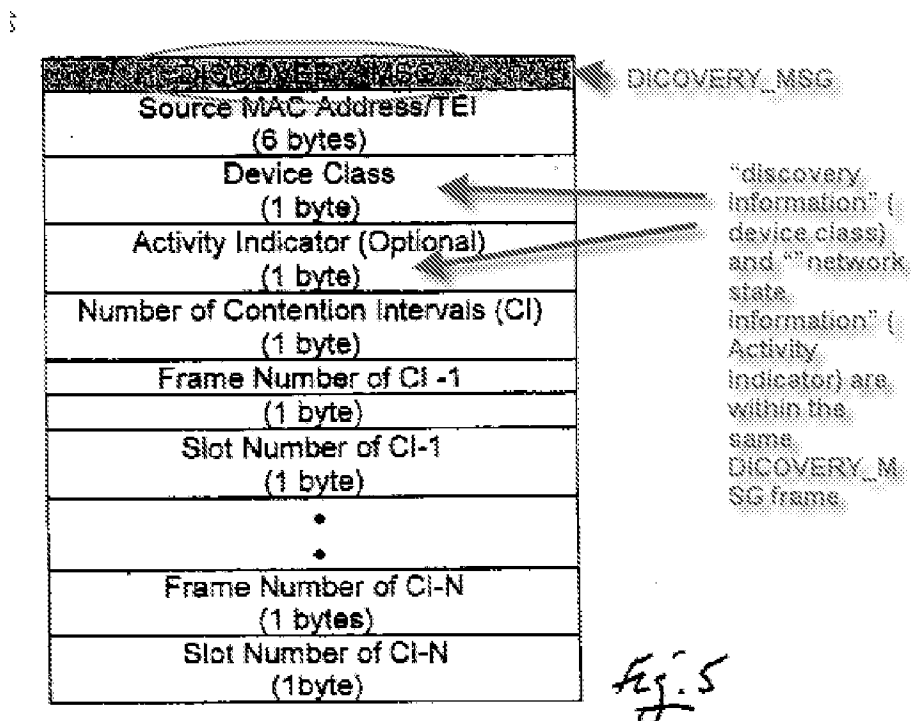 DISCOVERY_MSG
DICOVERY_MSG
Source MAC Address/TEI
(6 bytes)
Device Class
(1 byte)
Activity Indicator (Optional)
(1 byte)
Number of Contention Intervals (CI)
(1 byte)
Frame Number of CI -1
(1 byte)
Slot Number of CI-1
(1 byte)
Frame Number of CI-N
(1 bytes)
Slot Number of CI-N
(1byte)
"discovery
information" (
device class)
and ""network
state
information" (
Activity
indicator) are
within the
same
DICOVERY_M
SG frame
Fig. 5